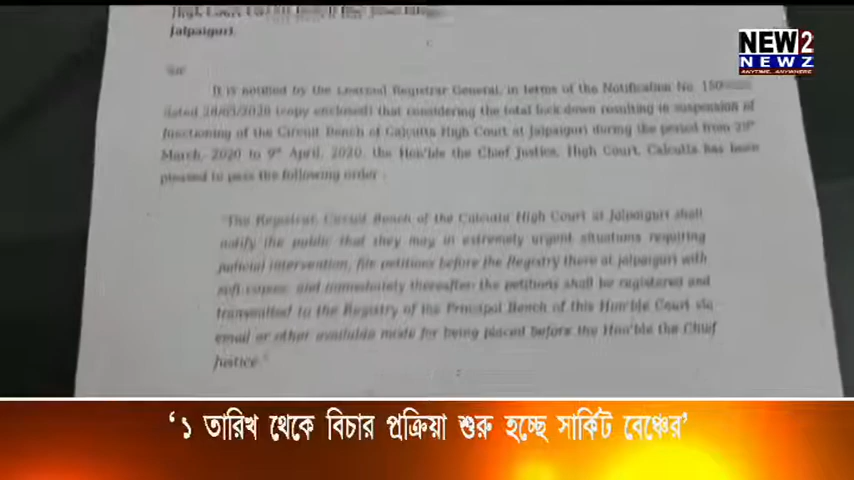 Jalpaiguri.
NEW2
NEWZ
ANYTIME, ANYWHERE
Sir
It is notified by the Learned Registrar General, in terms of the Notification No. 150
dated 28/03/2020 (copy enclosed) that considering the total lock down resulting in suspension of
functioning of the Circuit Bench of Calcutta High Court at Jalpaiguri during the period from
March, 2020 to 9th April, 2020, the Hon'ble the Chief Justice, High Court, Calcutta has been
pleased to pass the following order
"The Registrar, Circuit Bench of the Calcutta High Court at Jalpaiguri shall
notify the public that they may in extremely urgent situations requiring
judicial intervention, file petitions before the Registry there at Jalpaiguri with
soft copies, and immediately thereafter the petitions shall be registered and
transmitted to the Registry of the Principal Bench of this Hon'ble Court via
email or other available mode for being placed before the Hon'ble the Chief
Justice."
‘১ তারিখ থেকে বিচার প্রক্রিয়া শুরু হচ্ছে সার্কিট বেঞ্চের’